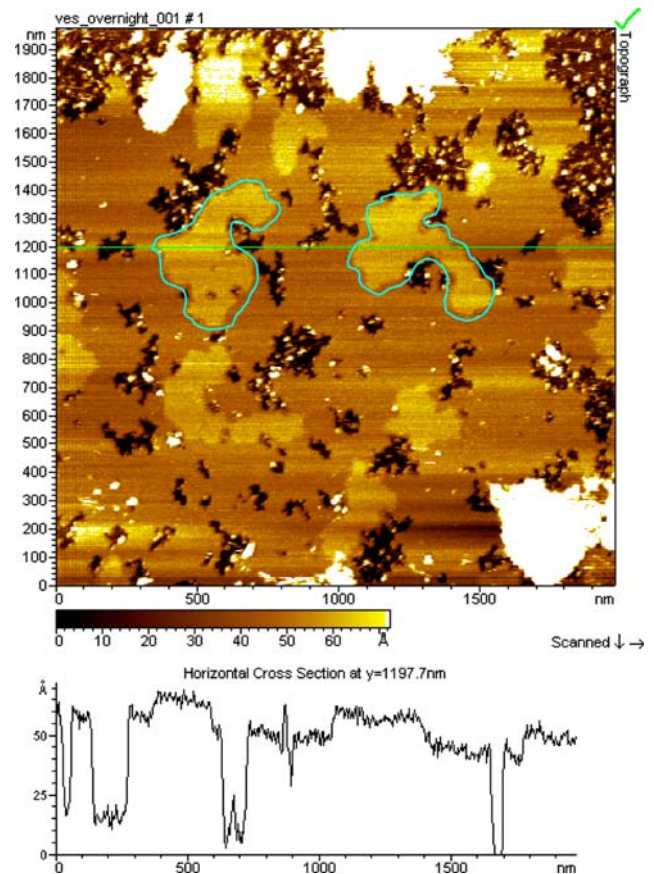 ves_overnight_001 # 1
nm
1900
1800
1700
1600
1500
1400
1300
1200
1100
1000
900
800
700
600
500
400
300
200
100
0
Topograph
0 500 1000 1500 nm
0 10 20 30 40 50 60 Å
Scanned ↓ →
Horizontal Cross Section at y=1197.7nm
Å
50
25
0
0 500 1000 1500 nm